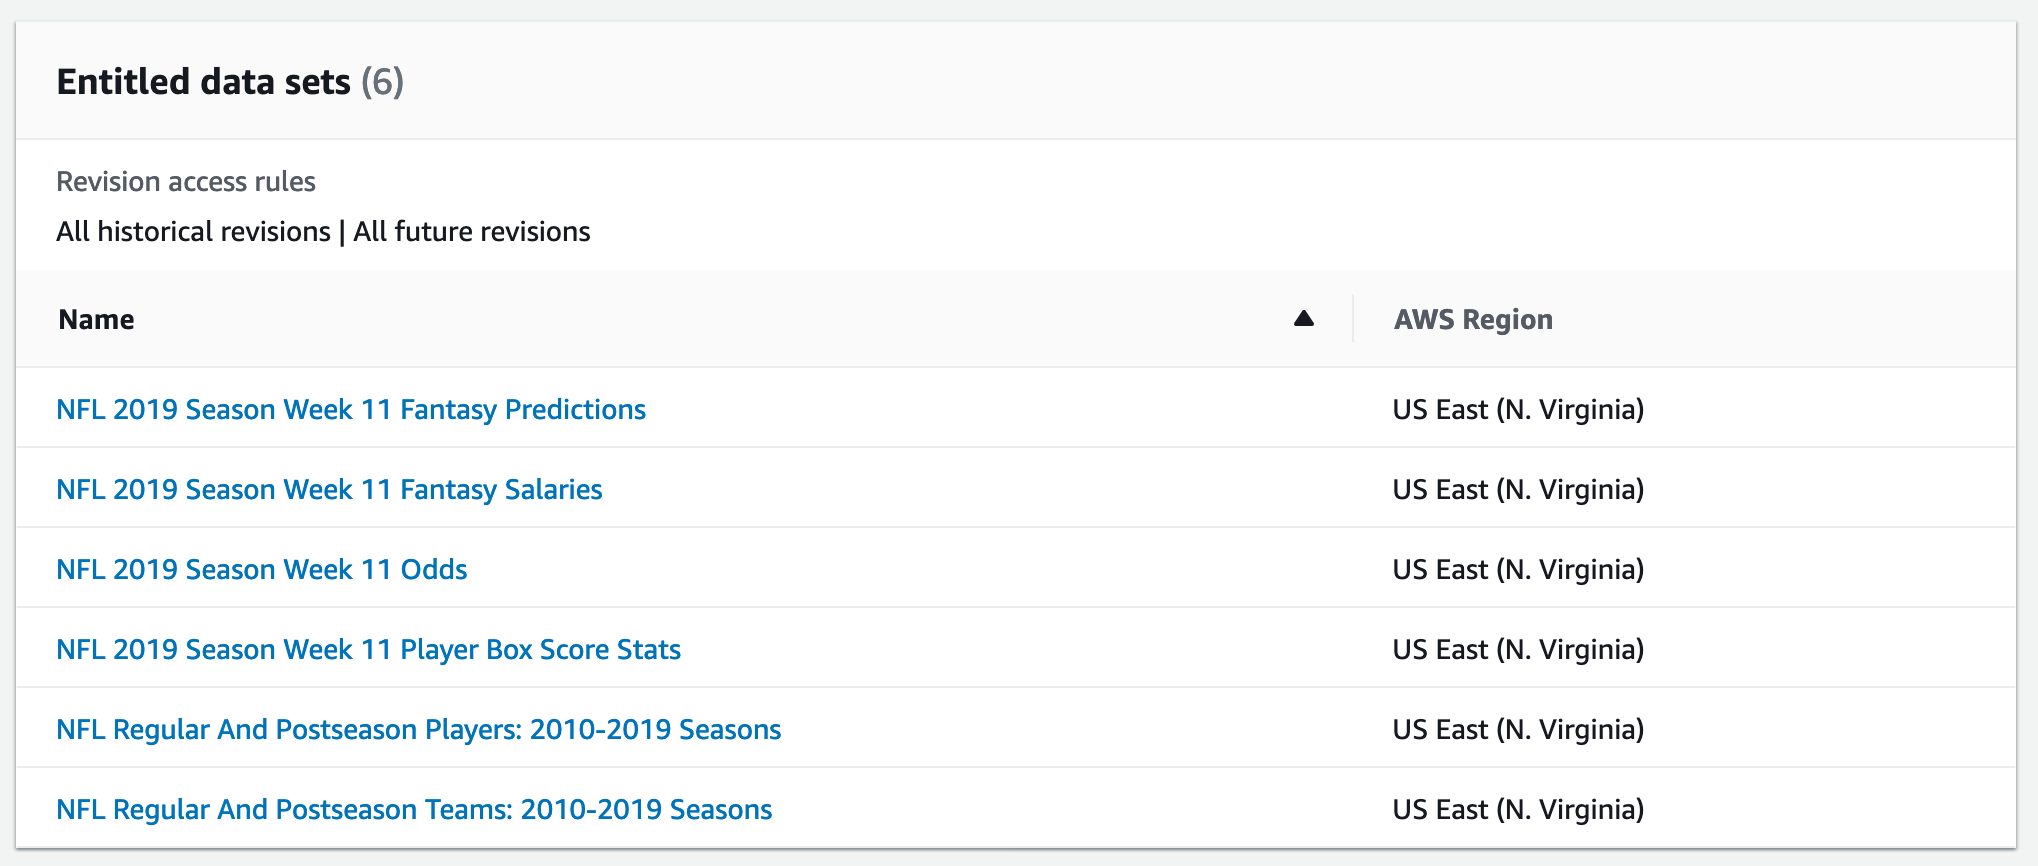 Entitled data sets (6)
Revision access rules
All historical revisions | All future revisions
Name AWS Region
NFL 2019 Season Week 11 Fantasy Predictions US East (N. Virginia)
NFL 2019 Season Week 11 Fantasy Salaries US East (N. Virginia)
NFL 2019 Season Week 11 Odds US East (N. Virginia)
NFL 2019 Season Week 11 Player Box Score Stats US East (N. Virginia)
NFL Regular And Postseason Players: 2010-2019 Seasons US East (N. Virginia)
NFL Regular And Postseason Teams: 2010-2019 Seasons US East (N. Virginia)